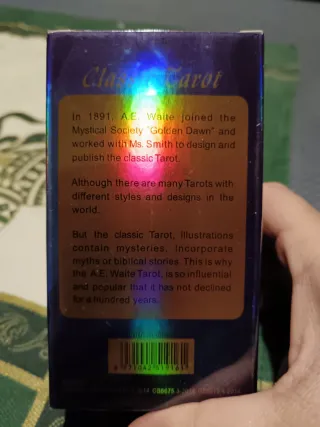 Classic Tarot
In 1891, A.E. Waite joined the
Mystical Society "Golden Dawn" and
worked with Ms. Smith to design and
publish the classic Tarot.
Although there are many Tarots with
different styles and designs in the
world.
But the classic Tarot, Illustrations
contain mysteries, Incorporate
myths or biblical stories. This is why
the A.E. Waite Tarot, is so influential
and popular that it has not declined
for a hundred years.